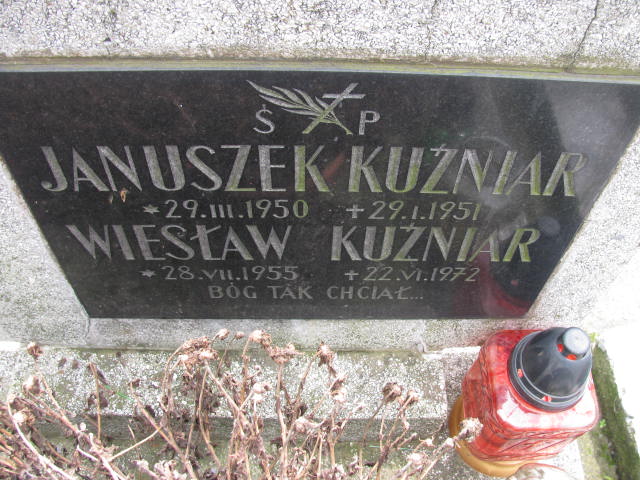 Ś P
JANUSZEK KUŹNIAR
*29.III.1950 +29.I.1951
WIESŁAW KUŹNIAR
*28.VII.1955 +22.VI.1972
BÓG TAK CHCIAŁ...